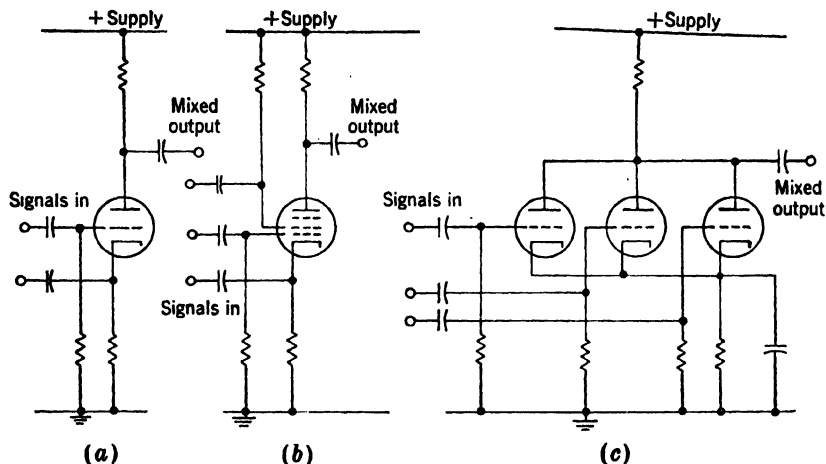 + Supply
+ Supply
+ Supply
Mixed
output
Mixed
output
Mixed
output
Signals in
Signals in
Signals in
(a)
(b)
(c)